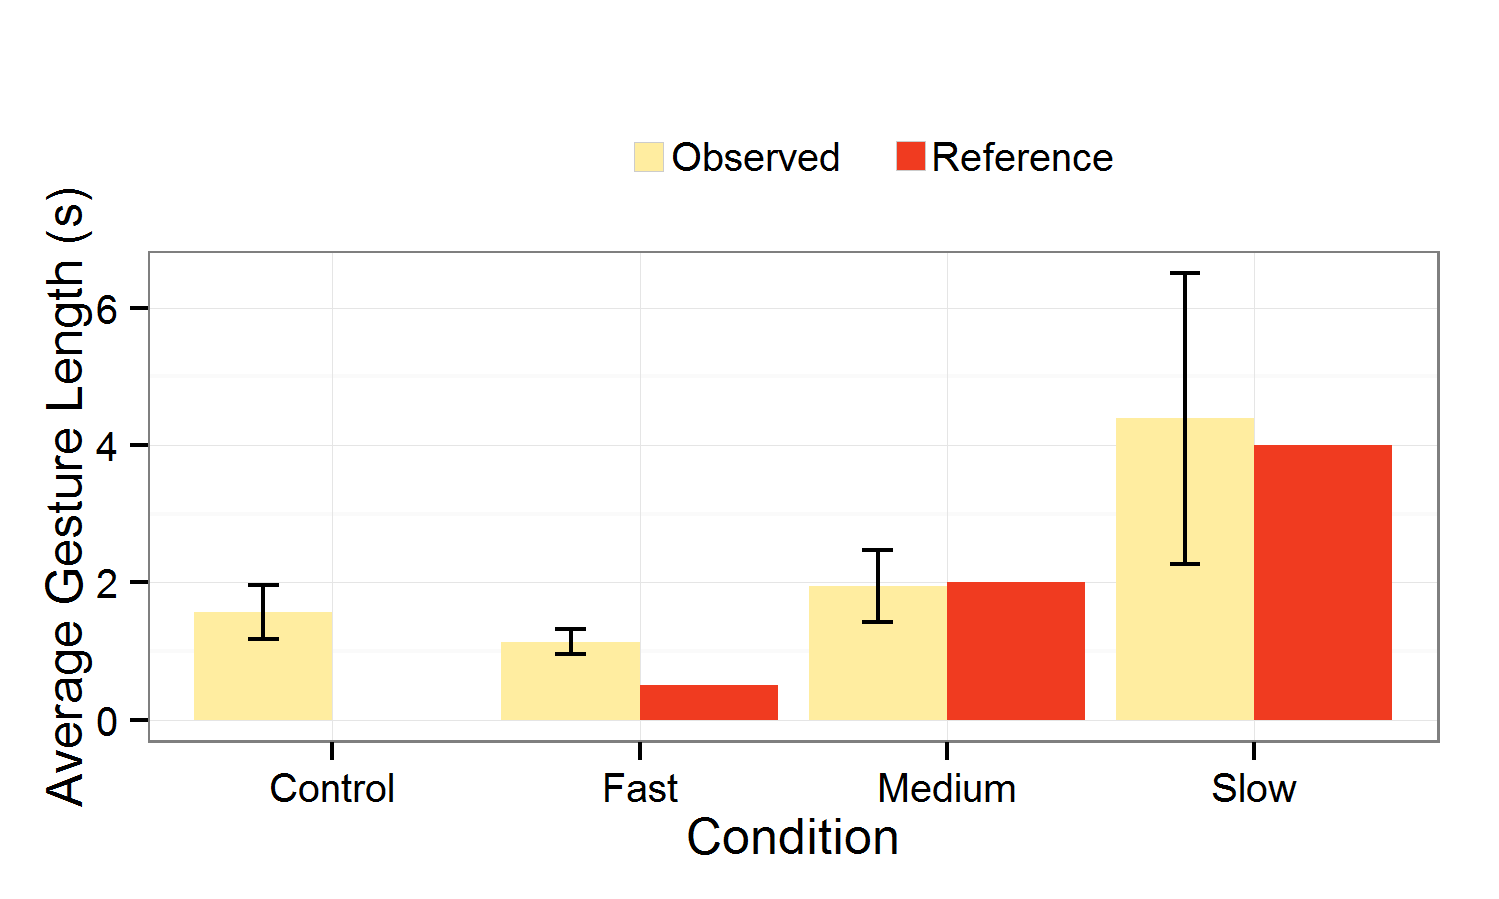 Observed Reference
Average Gesture Length (s)
6
4
2
0
Control Fast Medium Slow
Condition